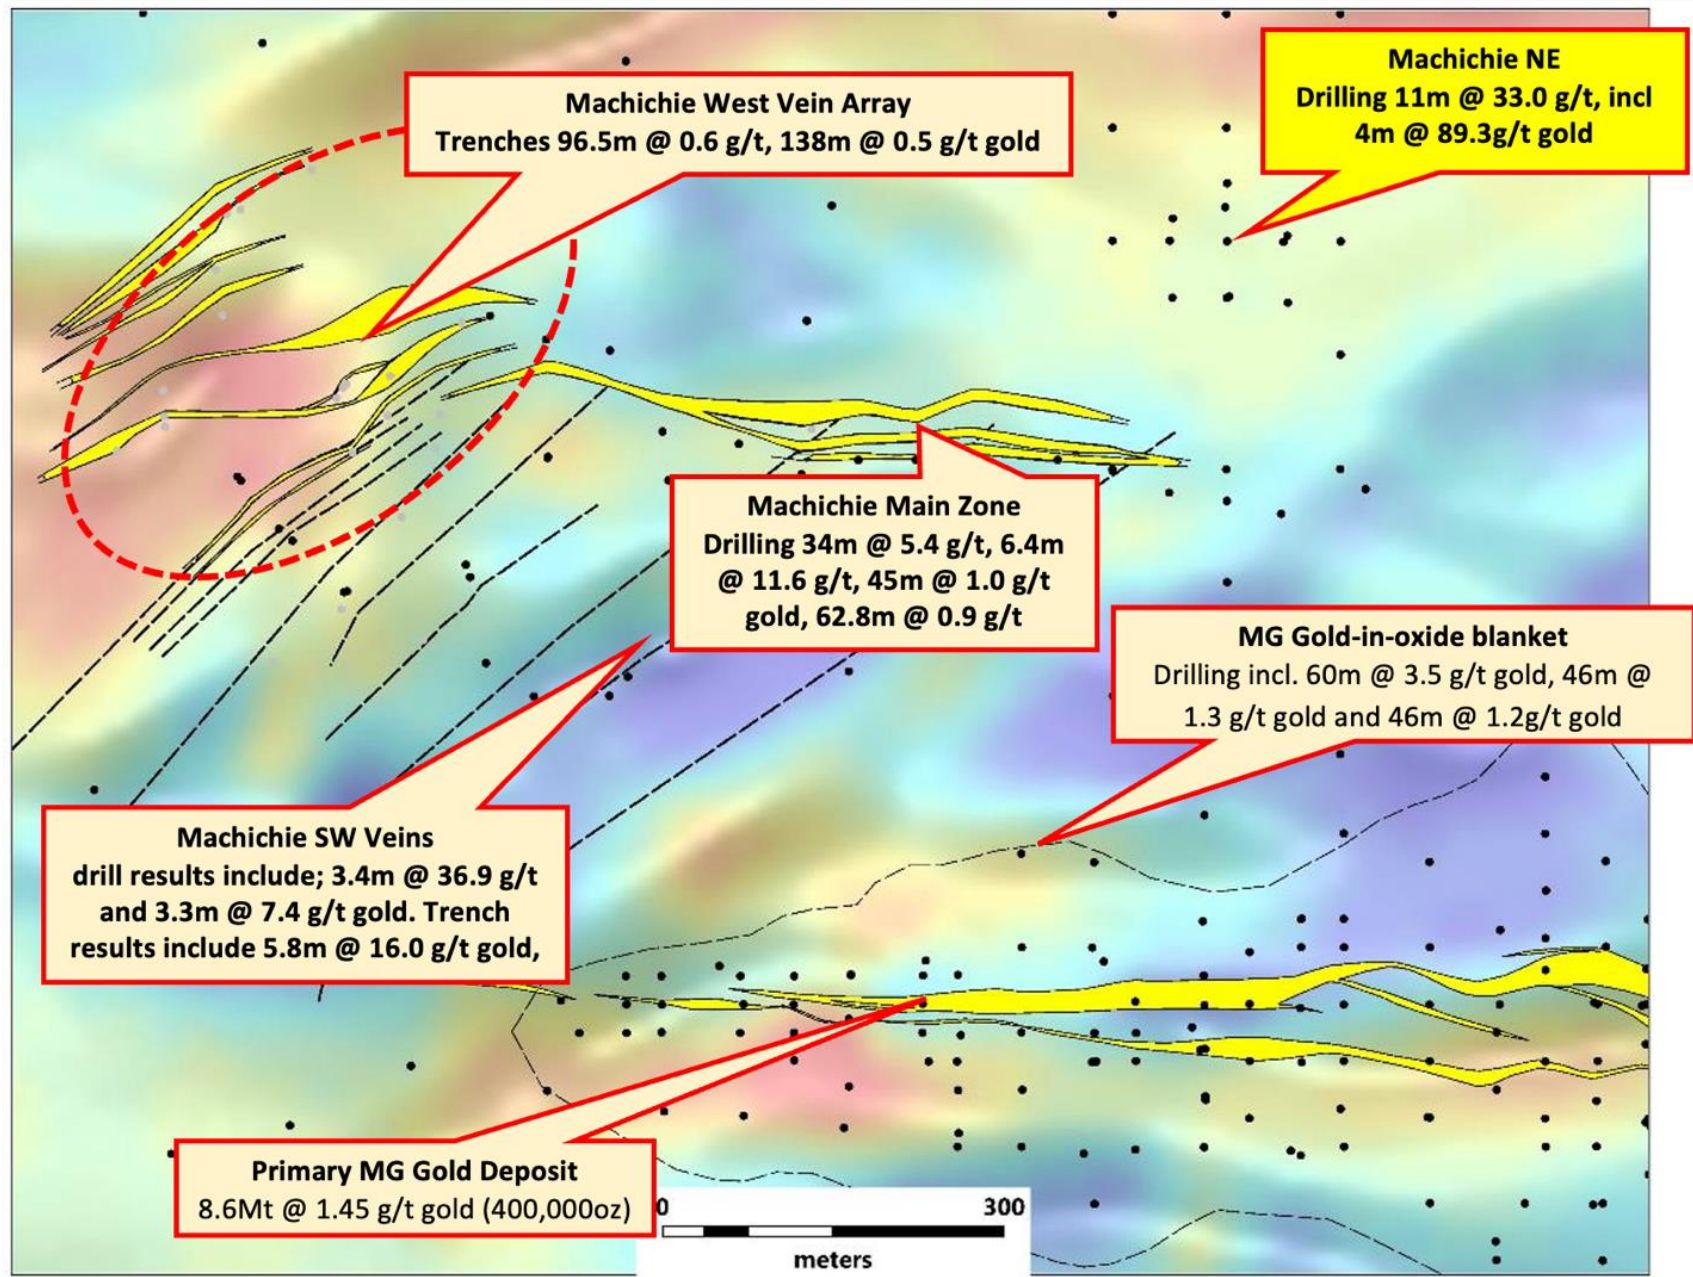 Machichie NE
Drilling 11m @ 33.0 g/t, incl
4m @ 89.3g/t gold
Machichie West Vein Array
Trenches 96.5m @ 0.6 g/t, 138m @ 0.5 g/t gold
Machichie Main Zone
Drilling 34m @ 5.4 g/t, 6.4m
@ 11.6 g/t, 45m @ 1.0 g/t
gold, 62.8m @ 0.9 g/t
MG Gold-in-oxide blanket
Drilling incl. 60m @ 3.5 g/t gold, 46m @
1.3 g/t gold and 46m @ 1.2g/t gold
Machichie SW Veins
drill results include; 3.4m @ 36.9 g/t
and 3.3m @ 7.4 g/t gold. Trench
results include 5.8m @ 16.0 g/t gold,
Primary MG Gold Deposit
8.6Mt @ 1.45 g/t gold (400,000oz)
0 300
meters